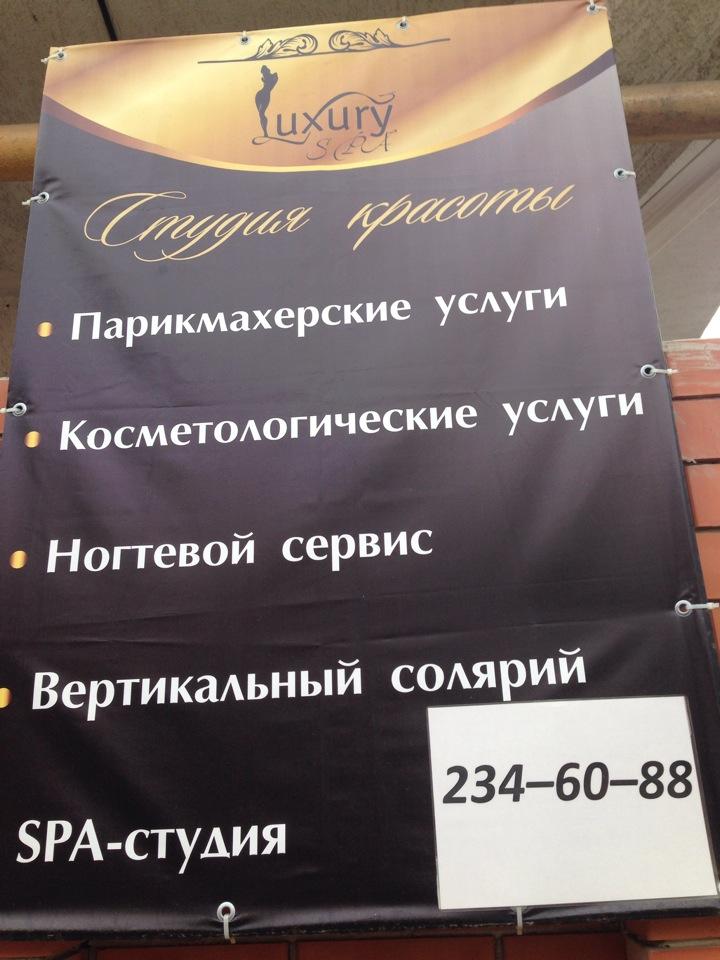 Luxury
SPA
Студия красоты
Парикмахерские услуги
Косметологические услуги
Ногтевой сервис
Вертикальный солярий
234–60–88
SPA-студия